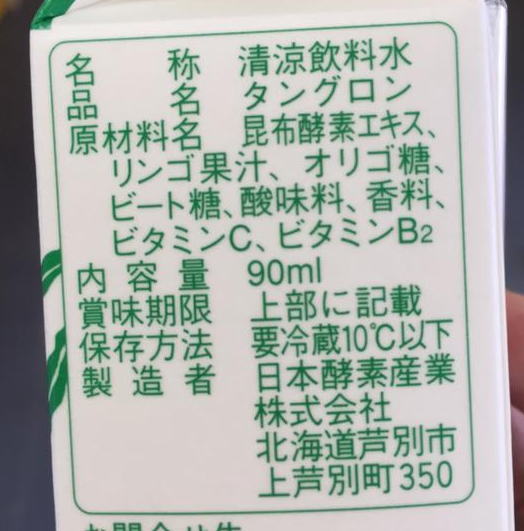 名称 清涼飲料水
品名 タングロン
原材料名 昆布酵素エキス、
リンゴ果汁、オリゴ糖、
ビート糖、酸味料、香料、
ビタミンC、ビタミンB2
内容量 90ml
賞味期限 上部に記載
保存方法 要冷蔵10℃以下
製造者 日本酵素産業
株式会社
北海道芦別市
上芦別町350